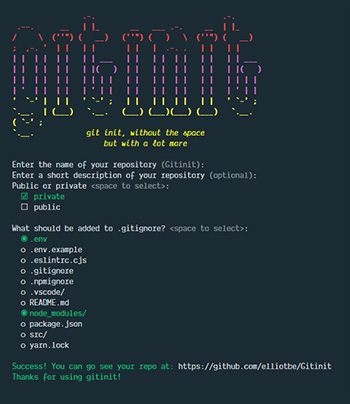 gitinit
git init, without the space
but with a lot more
Enter the name of your repository (Gitinit):
Enter a short description of your repository (optional):
Public or private <space to select>:
private
public
What should be added to .gitignore? <space to select>:
.env
.env.example
.eslintrc.cjs
.gitignore
.npmignore
.vscode/
README.md
node_modules/
package.json
src/
yarn.lock
Success! You can go see your repo at: https://github.com/elliotbe/Gitinit
Thanks for using gitinit!